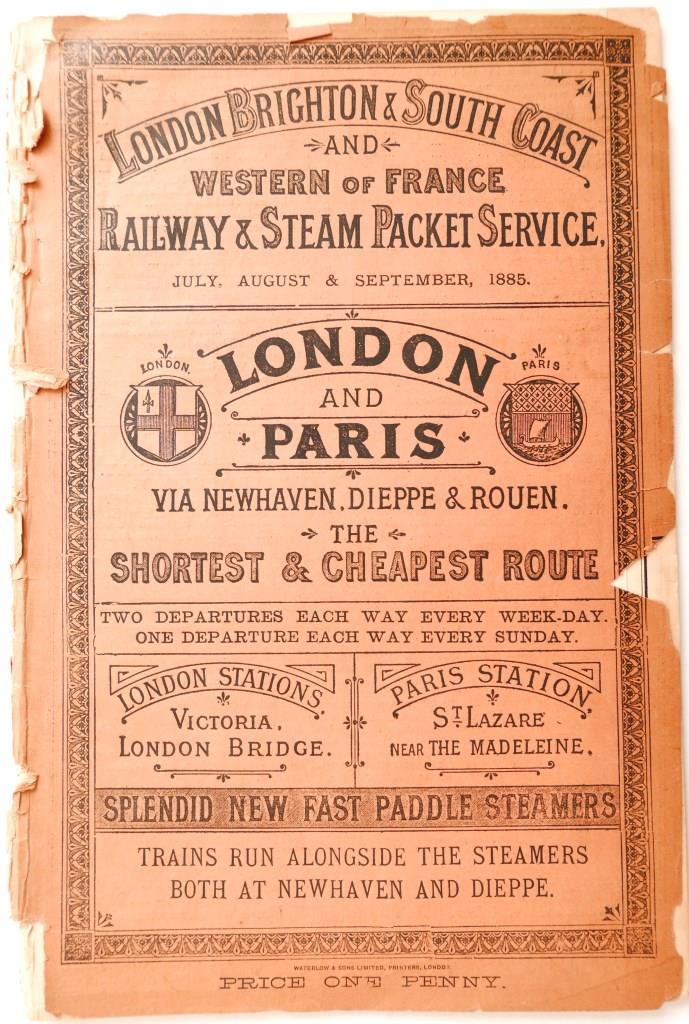 LONDON BRIGHTON & SOUTH COAST
AND
WESTERN OF FRANCE
RAILWAY & STEAM PACKET SERVICE.
JULY, AUGUST & SEPTEMBER, 1885.
LONDON.
LONDON
PARIS
AND
PARIS
VIA NEWHAVEN, DIEPPE & ROUEN.
THE
SHORTEST & CHEAPEST ROUTE
TWO DEPARTURES EACH WAY EVERY WEEK-DAY.
ONE DEPARTURE EACH WAY EVERY SUNDAY.
LONDON STATIONS,
VICTORIA,
LONDON BRIDGE.
PARIS STATION,
ST LAZARE
NEAR THE MADELEINE.
SPLENDID NEW FAST PADDLE STEAMERS
TRAINS RUN ALONGSIDE THE STEAMERS
BOTH AT NEWHAVEN AND DIEPPE.
WATERLOW & SONS LIMITED, PRINTERS, LONDON.
PRICE ONE PENNY.